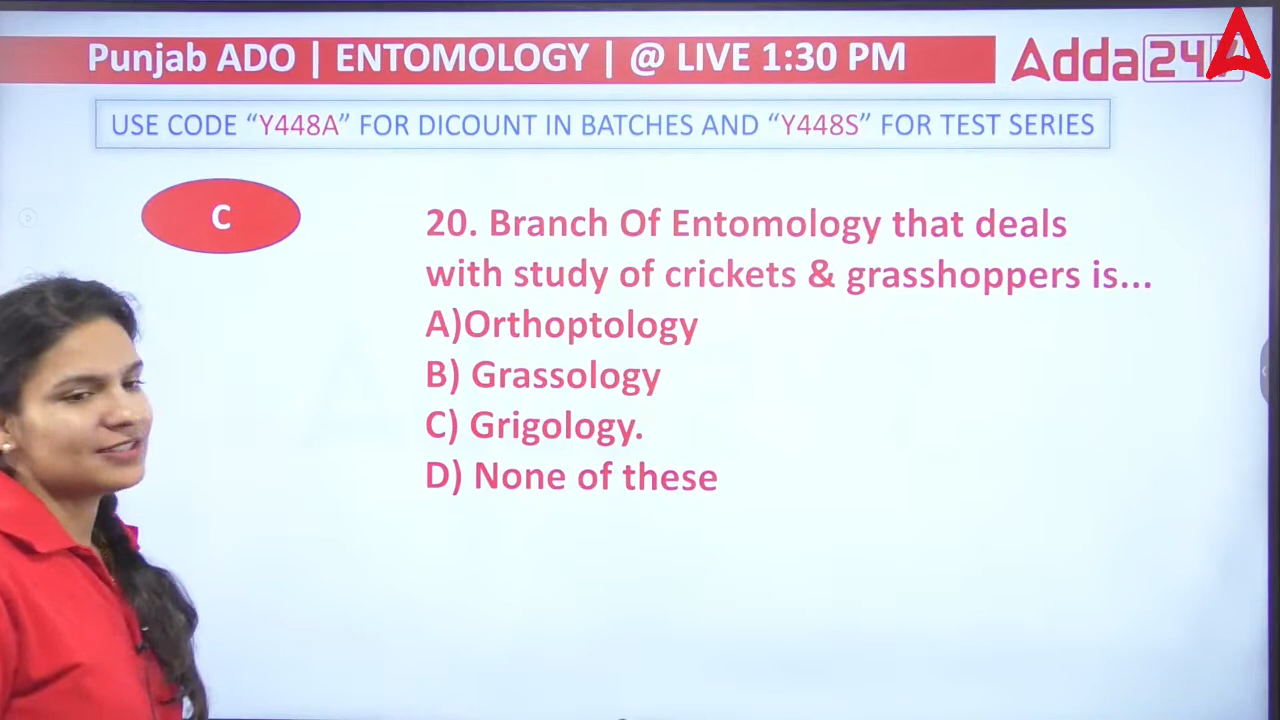 Punjab ADO | ENTOMOLOGY | @ LIVE 1:30 PM
Adda247
USE CODE “Y448A” FOR DICOUNT IN BATCHES AND “Y448S” FOR TEST SERIES
C
20. Branch Of Entomology that deals
with study of crickets & grasshoppers is...
A)Orthoptology
B) Grassology
C) Grigology.
D) None of these